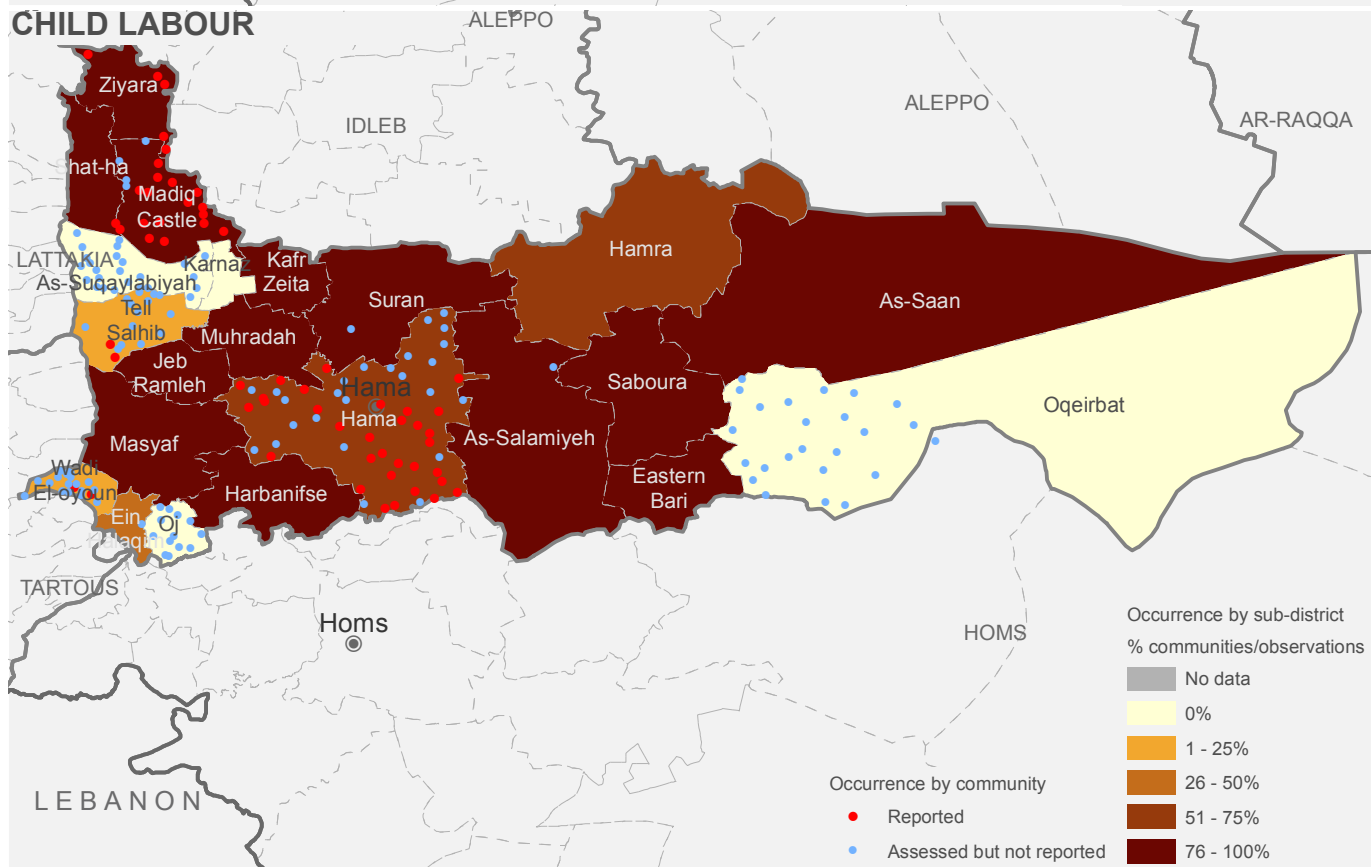 CHILD LABOUR
ALEPPO
Ziyara
IDLEB
ALEPPO
AR-RAQQA
hat-ha
Madiq
Castle
Hamra
LATTAKIA
Karnaz
As-Suqaylabiyah
Kafr
Zeita
Suran
As-Saan
Tell
Salhib
Muhradah
Jeb
Ramleh
Saboura
Hama
Hama
Oqeirbat
As-Salamiyeh
Masyaf
Wadi
El-oyoun
Harbanifse
Eastern
Bari
Ein
Oj
TARTOUS
Homs
HOMS
LEBANON
Occurrence by sub-district
% communities/observations
No data
0%
1 - 25%
26 - 50%
51 - 75%
76 - 100%
Occurrence by community
Reported
Assessed but not reported